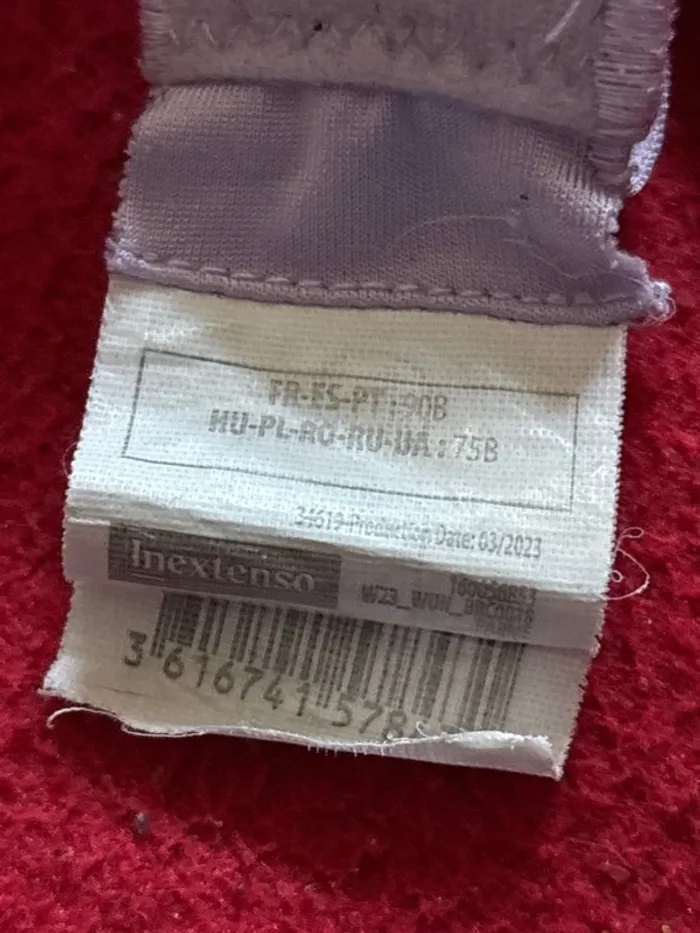 FR-ES-PT : 90B
HU-PL-RO-RU-UA : 75B
34619-Production Date: 03/2023
Inextenso
3 616741 578